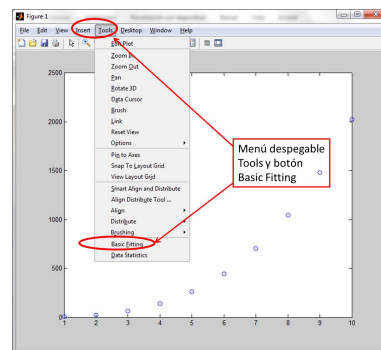 Figure 1
File Edit View Insert Tools Desktop Window Help
Edit Plot
Zoom In
Zoom Out
Pan
Rotate 3D
Data Cursor
Brush
Link
Reset View
Options
Pin to Axes
Snap To Layout Grid
View Layout Grid
Smart Align and Distribute
Align Distribute Tool ...
Align
Distribute
Brushing
Basic Fitting
Data Statistics
Menú despegable
Tools y botón
Basic Fitting
2500
2000
1500
1000
500
0
1 2 3 4 5 6 7 8 9 10